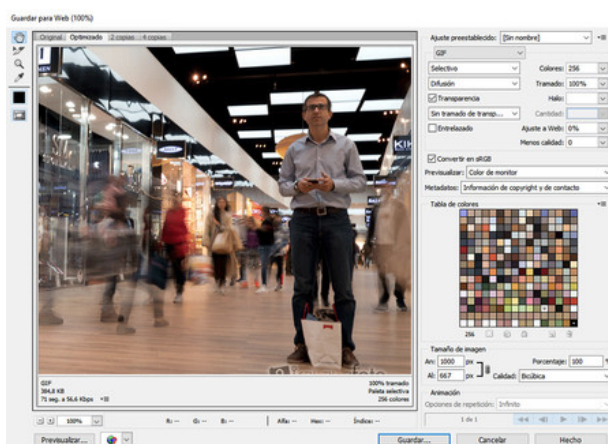 Guardar para Web (100%)
Original Optimizado 2 copias 4 copias
Ajuste preestablecido: [Sin nombre]
GIF
Selectivo Colores: 256
Difusión Tramado: 100%
Transparencia Halo:
Sin tramado de transp... Cantidad:
Entrelazado Ajuste a Web: 0%
Menos calidad: 0
Convertir en sRGB
Previsualizar: Color de monitor
Metadatos: Información de copyright y de contacto
Tabla de colores
256
Tamaño de imagen
An: 1000 px Porcentaje: 100
Al: 667 px Calidad: Bicúbica
Animación
Opciones de repetición: Infinito
1 de 1
KIK
GIF 100% tramado
384,8 KB Paleta selectiva
71 seg. a 56,6 Kbps 256 colores
100% R: -- G: -- B: -- Alfa: -- Hex: -- Índice: --
Previsualizar... Guardar... Cancelar Hecho